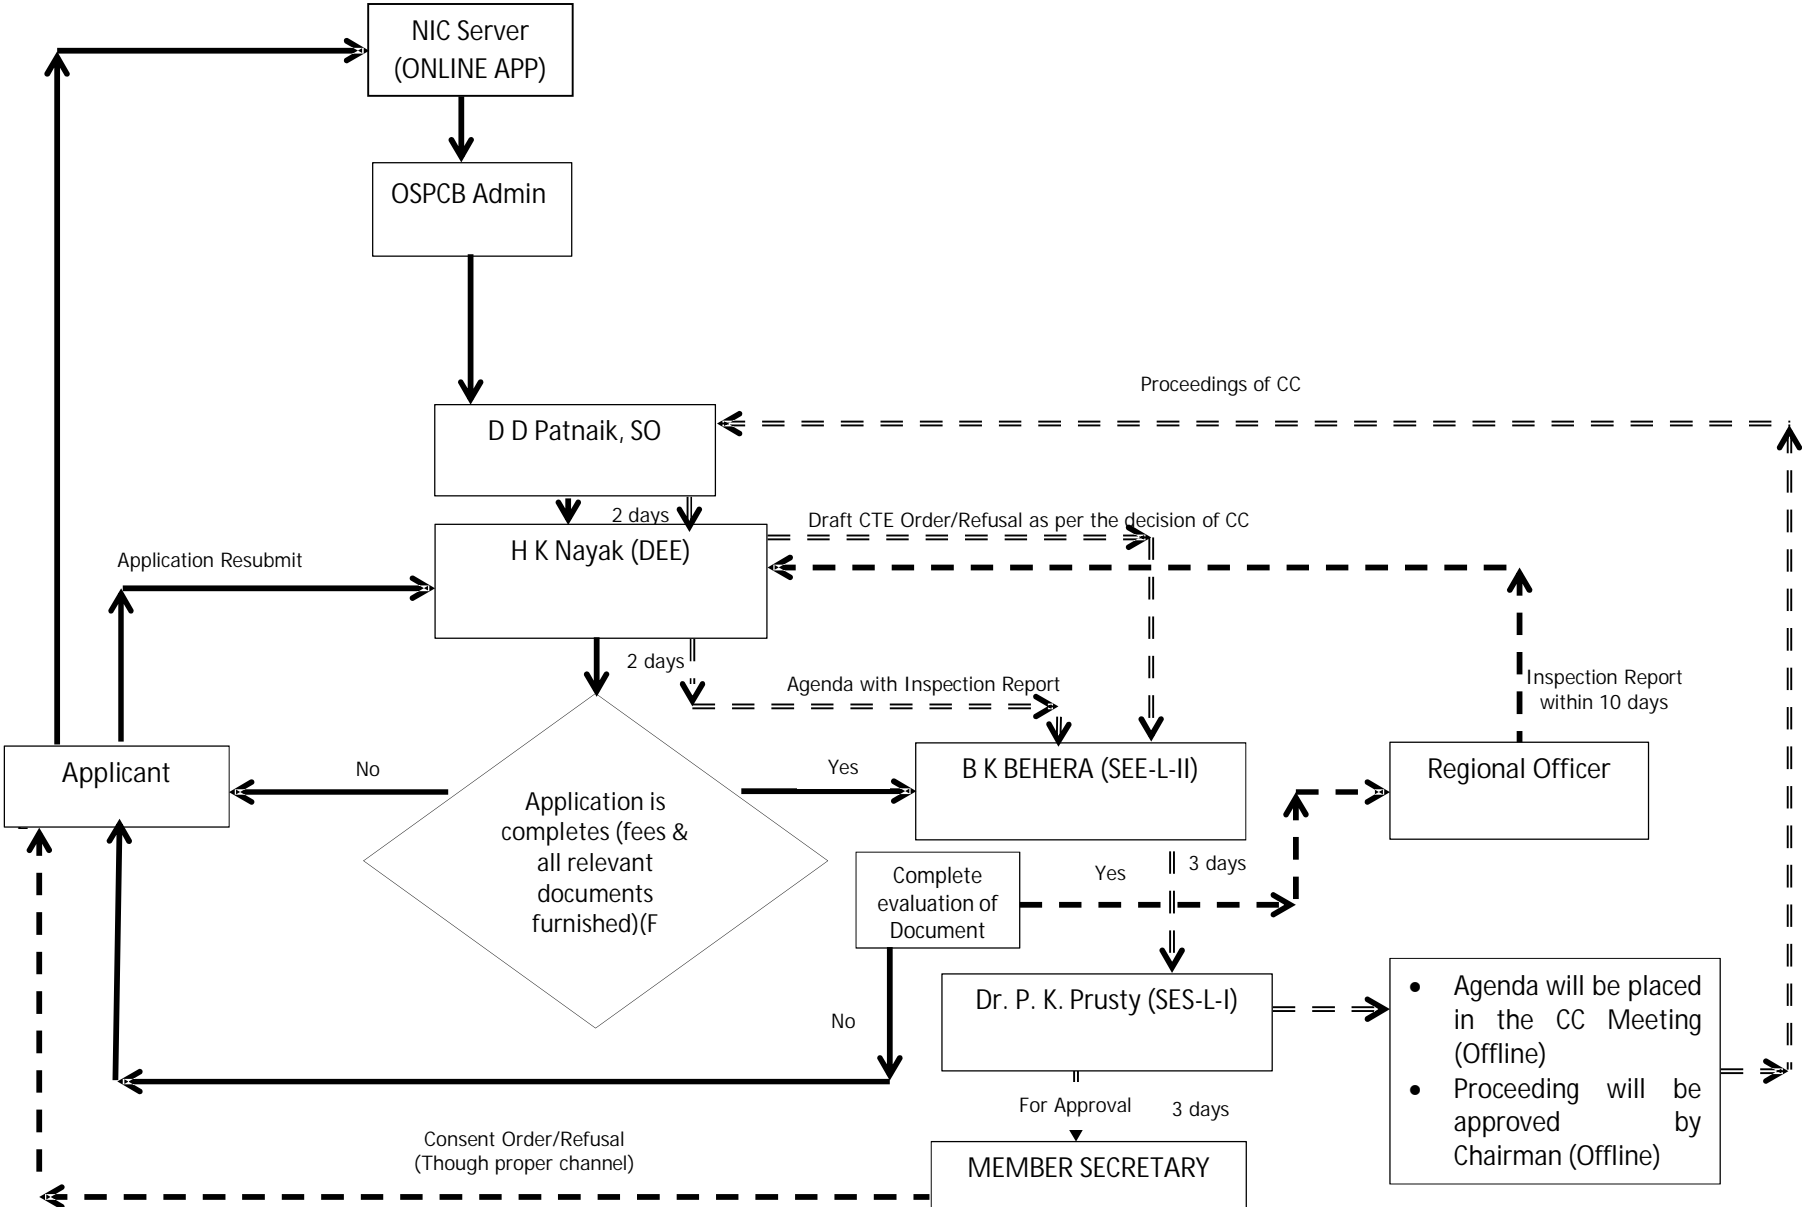 NIC Server
(ONLINE APP)
OSPCB Admin
Proceedings of CC
D D Patnaik, SO
2 days
Draft CTE Order/Refusal as per the decision of CC
H K Nayak (DEE)
Application Resubmit
2 days
Agenda with Inspection Report
Inspection Report
within 10 days
Applicant
No
Yes
B K BEHERA (SEE-L-II)
Regional Officer
Application is
completes (fees &
all relevant
documents
furnished)(F
3 days
Complete
evaluation of
Document
Yes
No
Dr. P. K. Prusty (SES-L-I)
• Agenda will be placed
in the CC Meeting
(Offline)
• Proceeding will be
approved by
Chairman (Offline)
For Approval
3 days
Consent Order/Refusal
(Though proper channel)
MEMBER SECRETARY